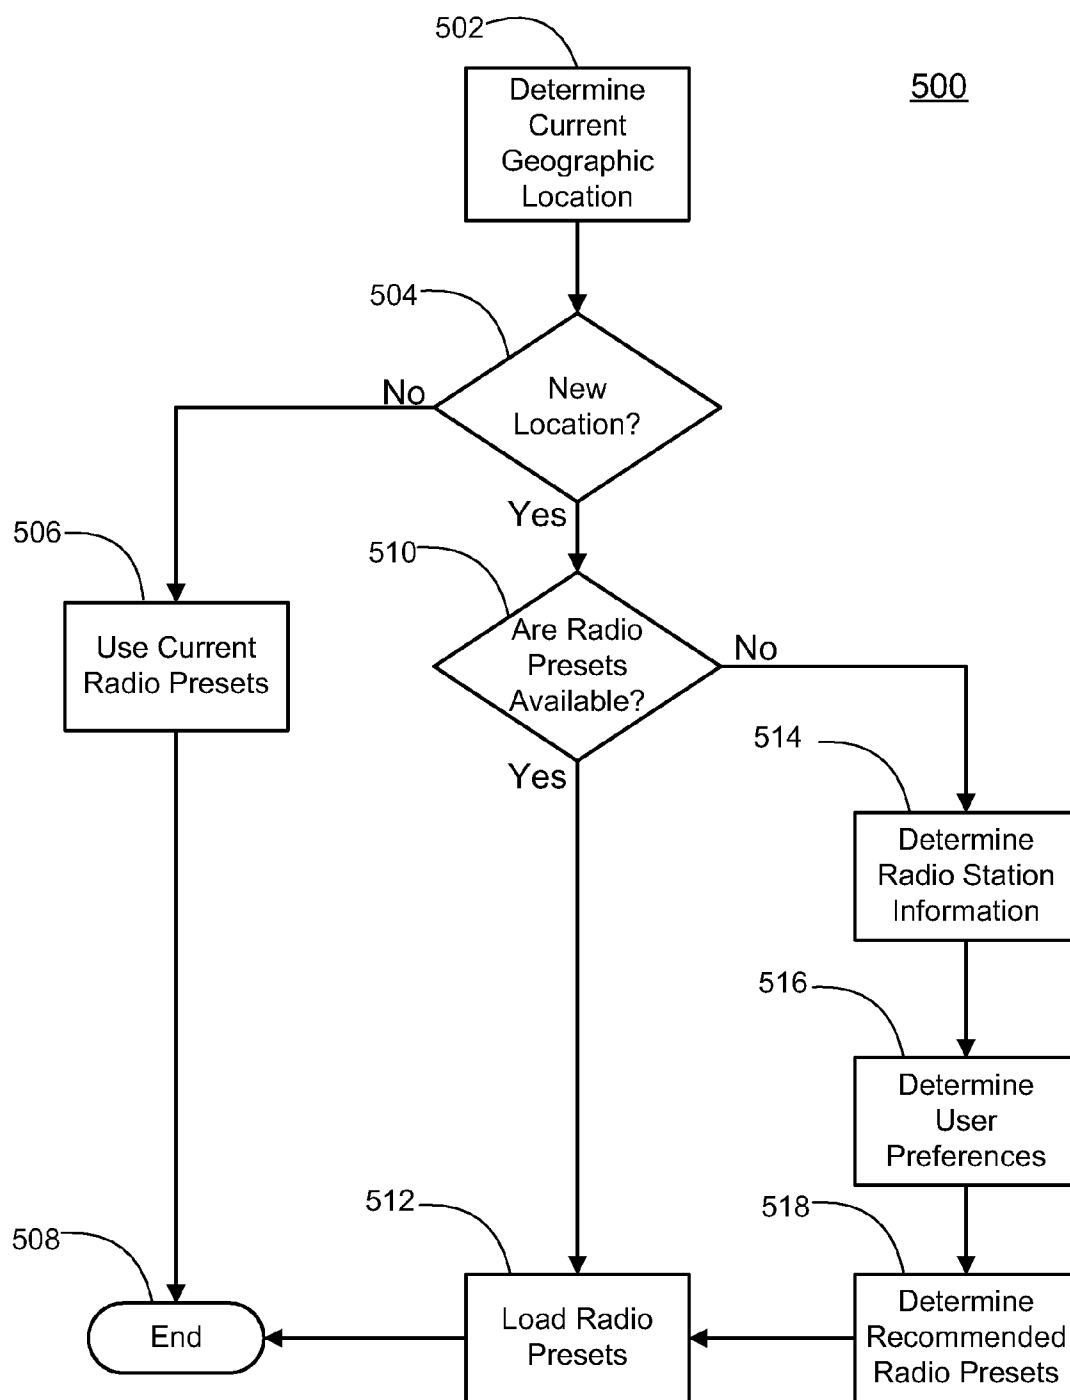 502
500
Determine
Current
Geographic
Location
504
No
New
Location?
Yes
506
510
Use Current
Radio Presets
Are Radio
Presets
Available?
No
Yes
514
Determine
Radio Station
Information
516
Determine
User
Preferences
512
518
508
End
Load Radio
Presets
Determine
Recommended
Radio Presets